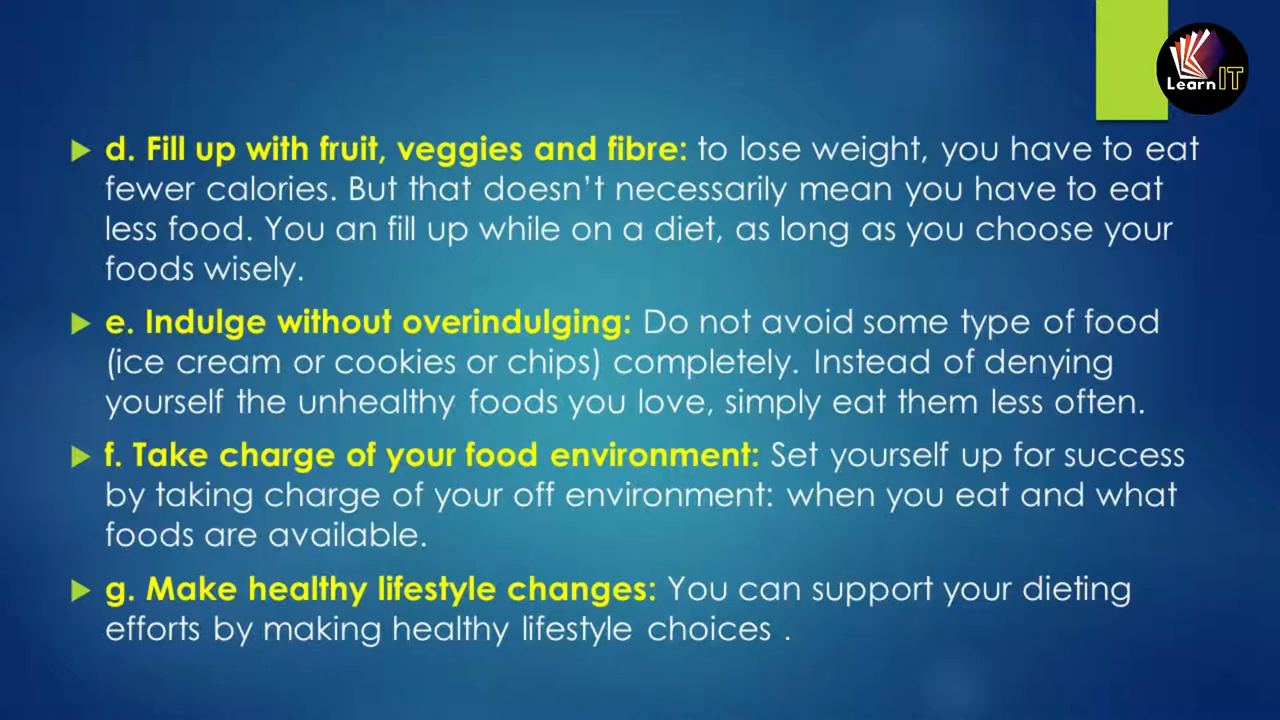 Learn IT
d. Fill up with fruit, veggies and fibre: to lose weight, you have to eat
fewer calories. But that doesn't necessarily mean you have to eat
less food. You an fill up while on a diet, as long as you choose your
foods wisely.
e. Indulge without overindulging: Do not avoid some type of food
(ice cream or cookies or chips) completely. Instead of denying
yourself the unhealthy foods you love, simply eat them less often.
f. Take charge of your food environment: Set yourself up for success
by taking charge of your off environment: when you eat and what
foods are available.
g. Make healthy lifestyle changes: You can support your dieting
efforts by making healthy lifestyle choices .